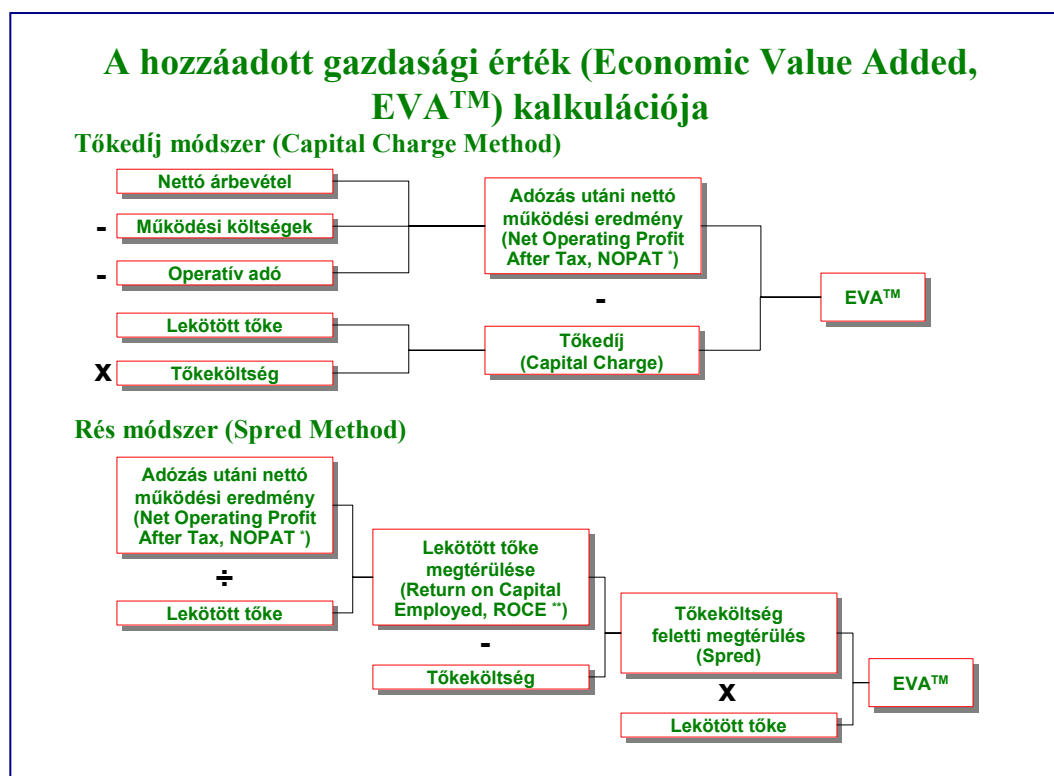 A hozzáadott gazdasági érték (Economic Value Added,
EVA™) kalkulációja
Tőkedíj módszer (Capital Charge Method)
Nettó árbevétel
- Működési költségek
- Operatív adó
Adózás utáni nettó
működési eredmény
(Net Operating Profit
After Tax, NOPAT *)
-
Lekötött tőke
x Tőkeköltség
Tőkedíj
(Capital Charge)
EVA™
Rés módszer (Spred Method)
Adózás utáni nettó
működési eredmény
(Net Operating Profit
After Tax, NOPAT *)
÷
Lekötött tőke
Lekötött tőke
megtérülése
(Return on Capital
Employed, ROCE **)
-
Tőkeköltség
Tőkeköltség
feletti megtérülés
(Spred)
x
Lekötött tőke
EVA™